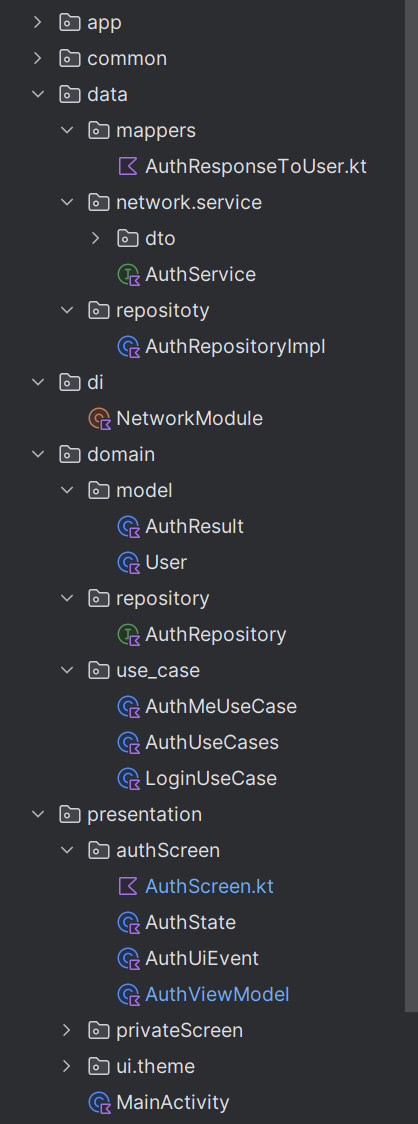 app
common
data
mappers
AuthResponseToUser.kt
network.service
dto
AuthService
repositoty
AuthRepositoryImpl
di
NetworkModule
domain
model
AuthResult
User
repository
AuthRepository
use_case
AuthMeUseCase
AuthUseCases
LoginUseCase
presentation
authScreen
AuthScreen.kt
AuthState
AuthUiEvent
AuthViewModel
privateScreen
ui.theme
MainActivity